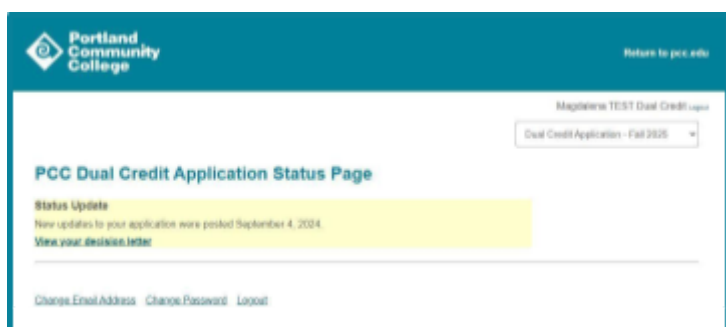 Portland
Community
College
Return to pcc.edu
Magdalena TEST Dual Credit Logout
Dual Credit Application - Fall 2025
PCC Dual Credit Application Status Page
Status Update
New updates to your application were posted September 4, 2024.
View your decision letter
Change Email Address Change Password Logout